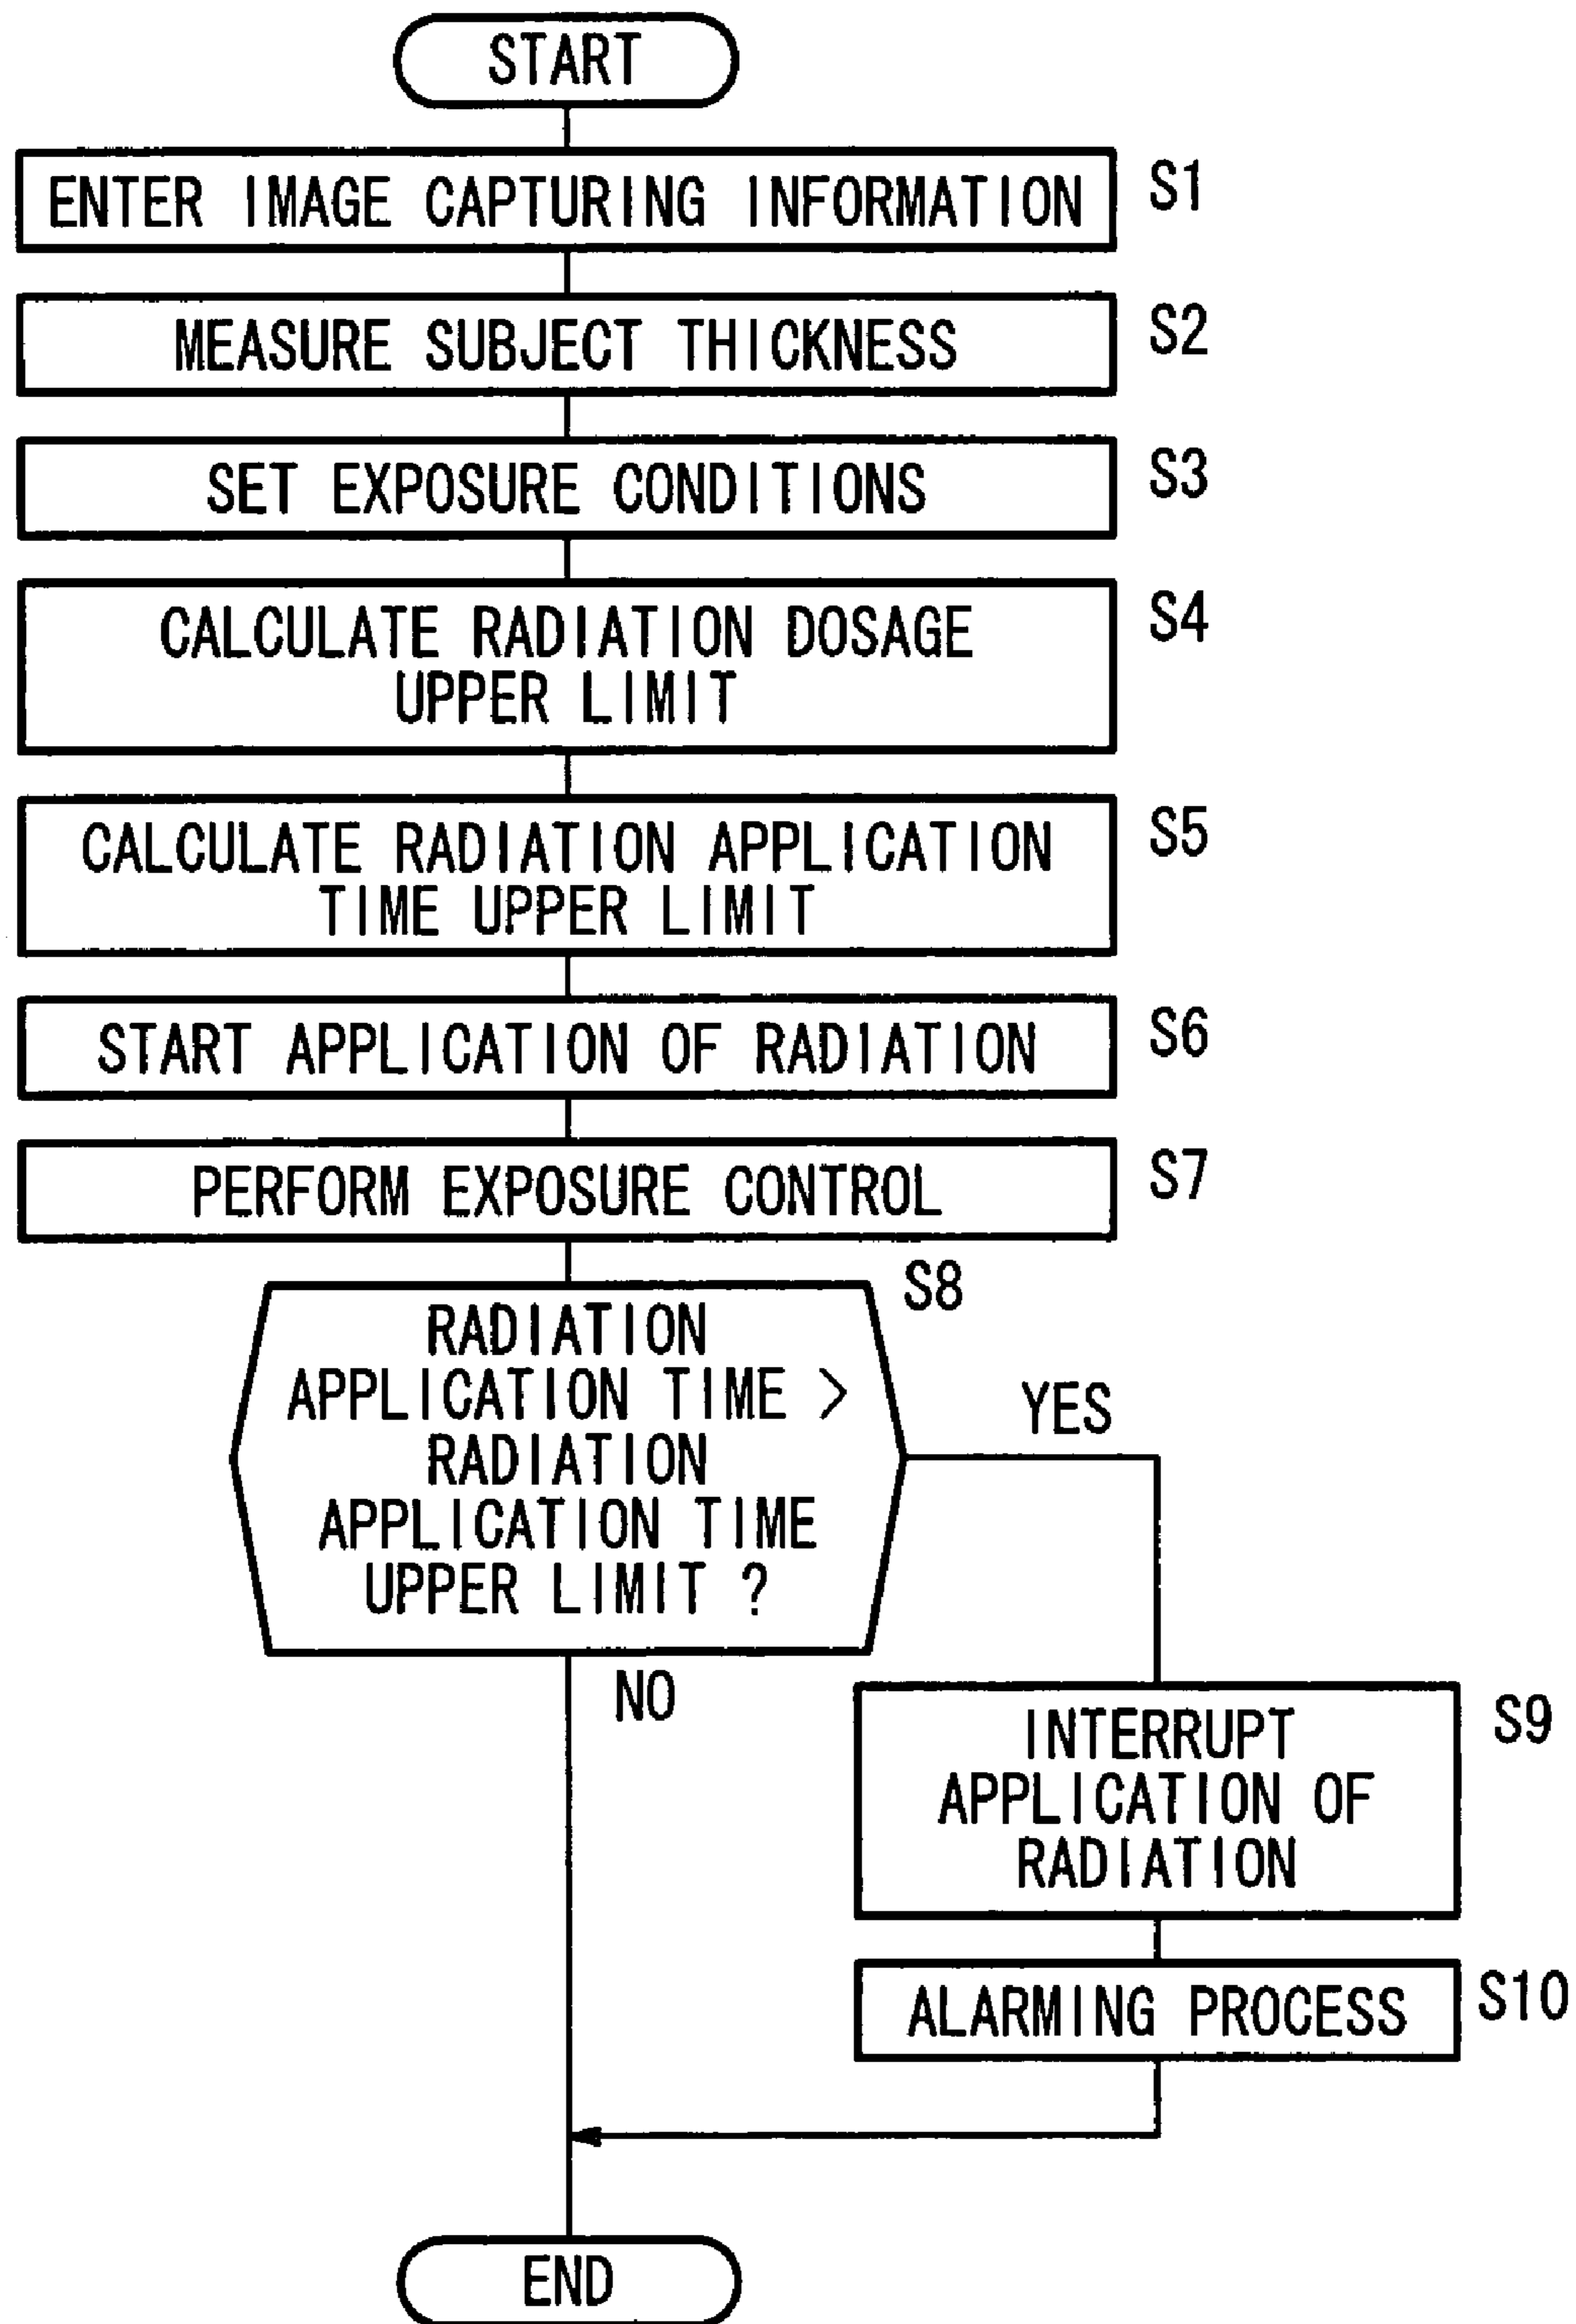 START
ENTER IMAGE CAPTURING INFORMATION S1
MEASURE SUBJECT THICKNESS S2
SET EXPOSURE CONDITIONS S3
CALCULATE RADIATION DOSAGE S4
UPPER LIMIT
CALCULATE RADIATION APPLICATION S5
TIME UPPER LIMIT
START APPLICATION OF RADIATION S6
PERFORM EXPOSURE CONTROL S7
S8
RADIATION
APPLICATION TIME >
RADIATION
APPLICATION TIME
UPPER LIMIT ?
YES
NO
INTERRUPT S9
APPLICATION OF
RADIATION
ALARMING PROCESS S10
END